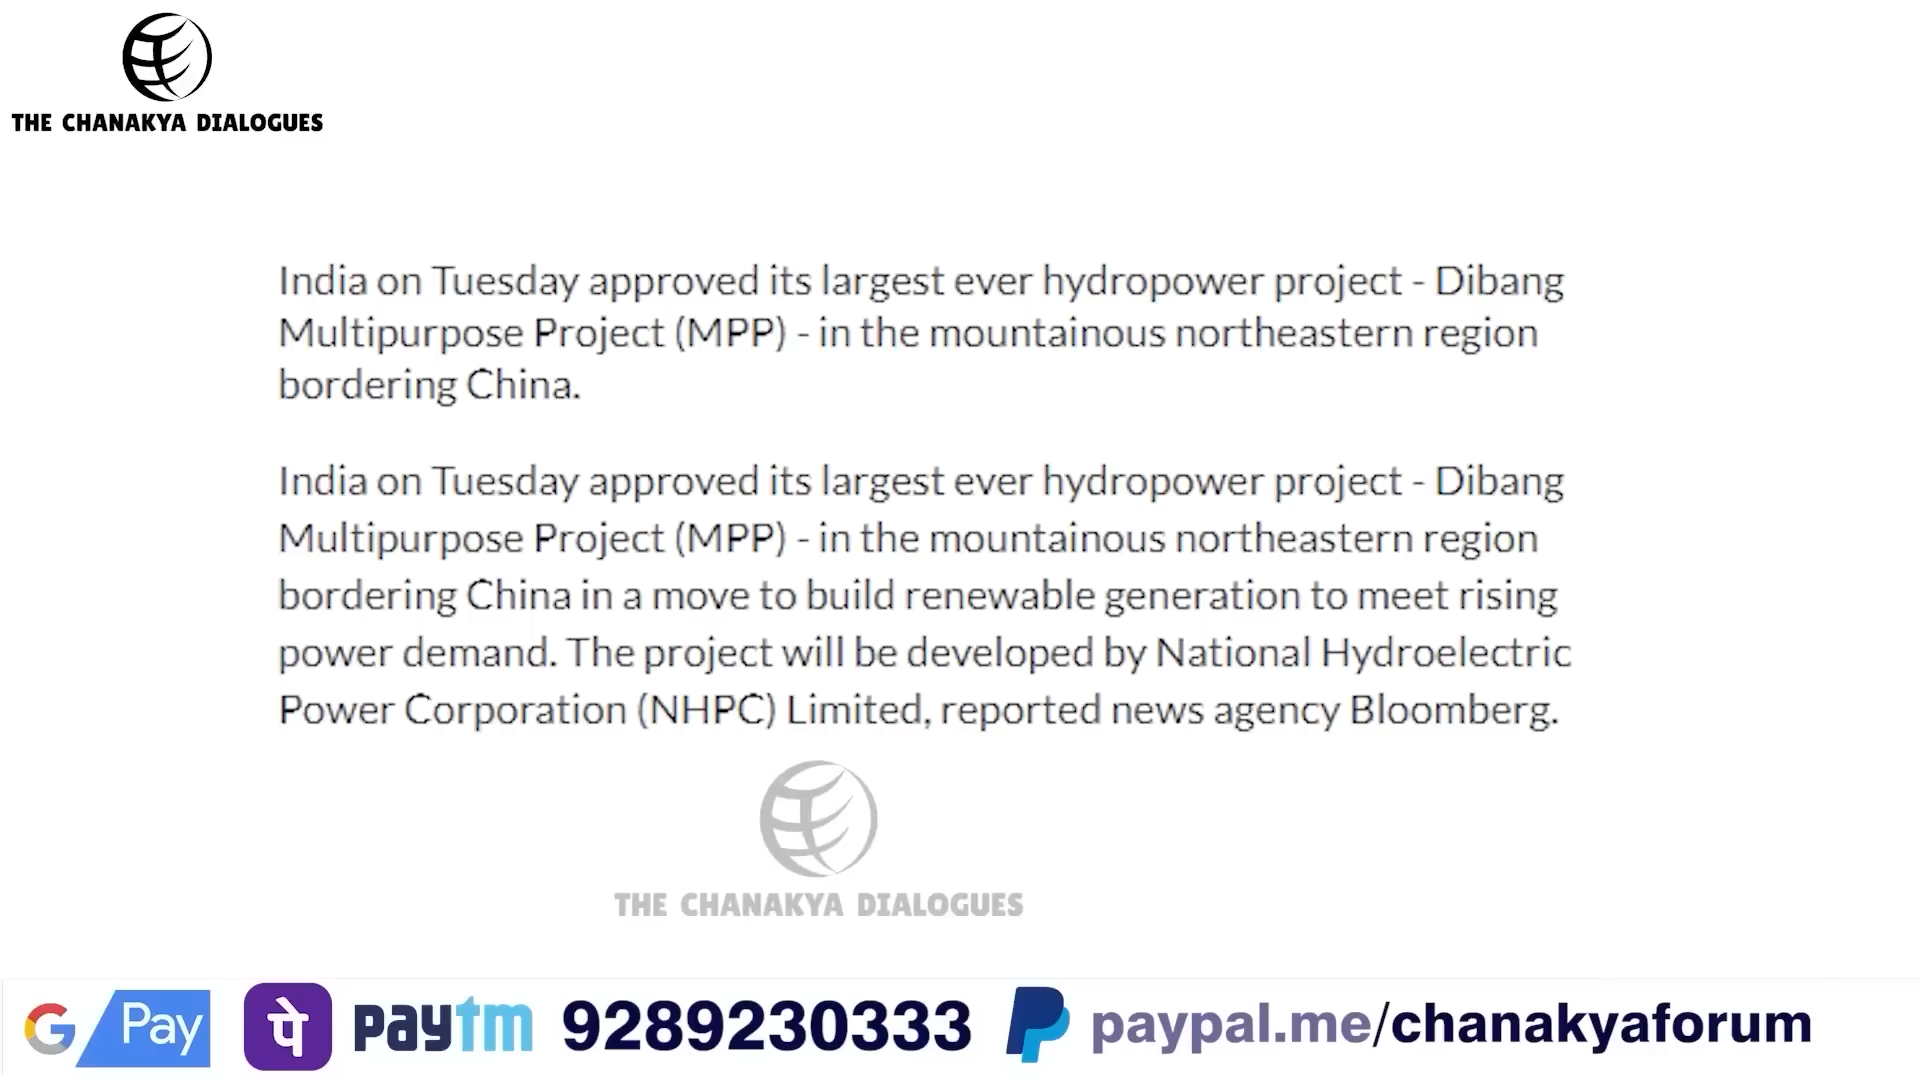 THE CHANAKYA DIALOGUES
India on Tuesday approved its largest ever hydropower project - Dibang
Multipurpose Project (MPP) - in the mountainous northeastern region
bordering China.
India on Tuesday approved its largest ever hydropower project - Dibang
Multipurpose Project (MPP) - in the mountainous northeastern region
bordering China in a move to build renewable generation to meet rising
power demand. The project will be developed by National Hydroelectric
Power Corporation (NHPC) Limited, reported news agency Bloomberg.
THE CHANAKYA DIALOGUES
G Pay पे paytm 9289230333 paypal.me/chanakyaforum